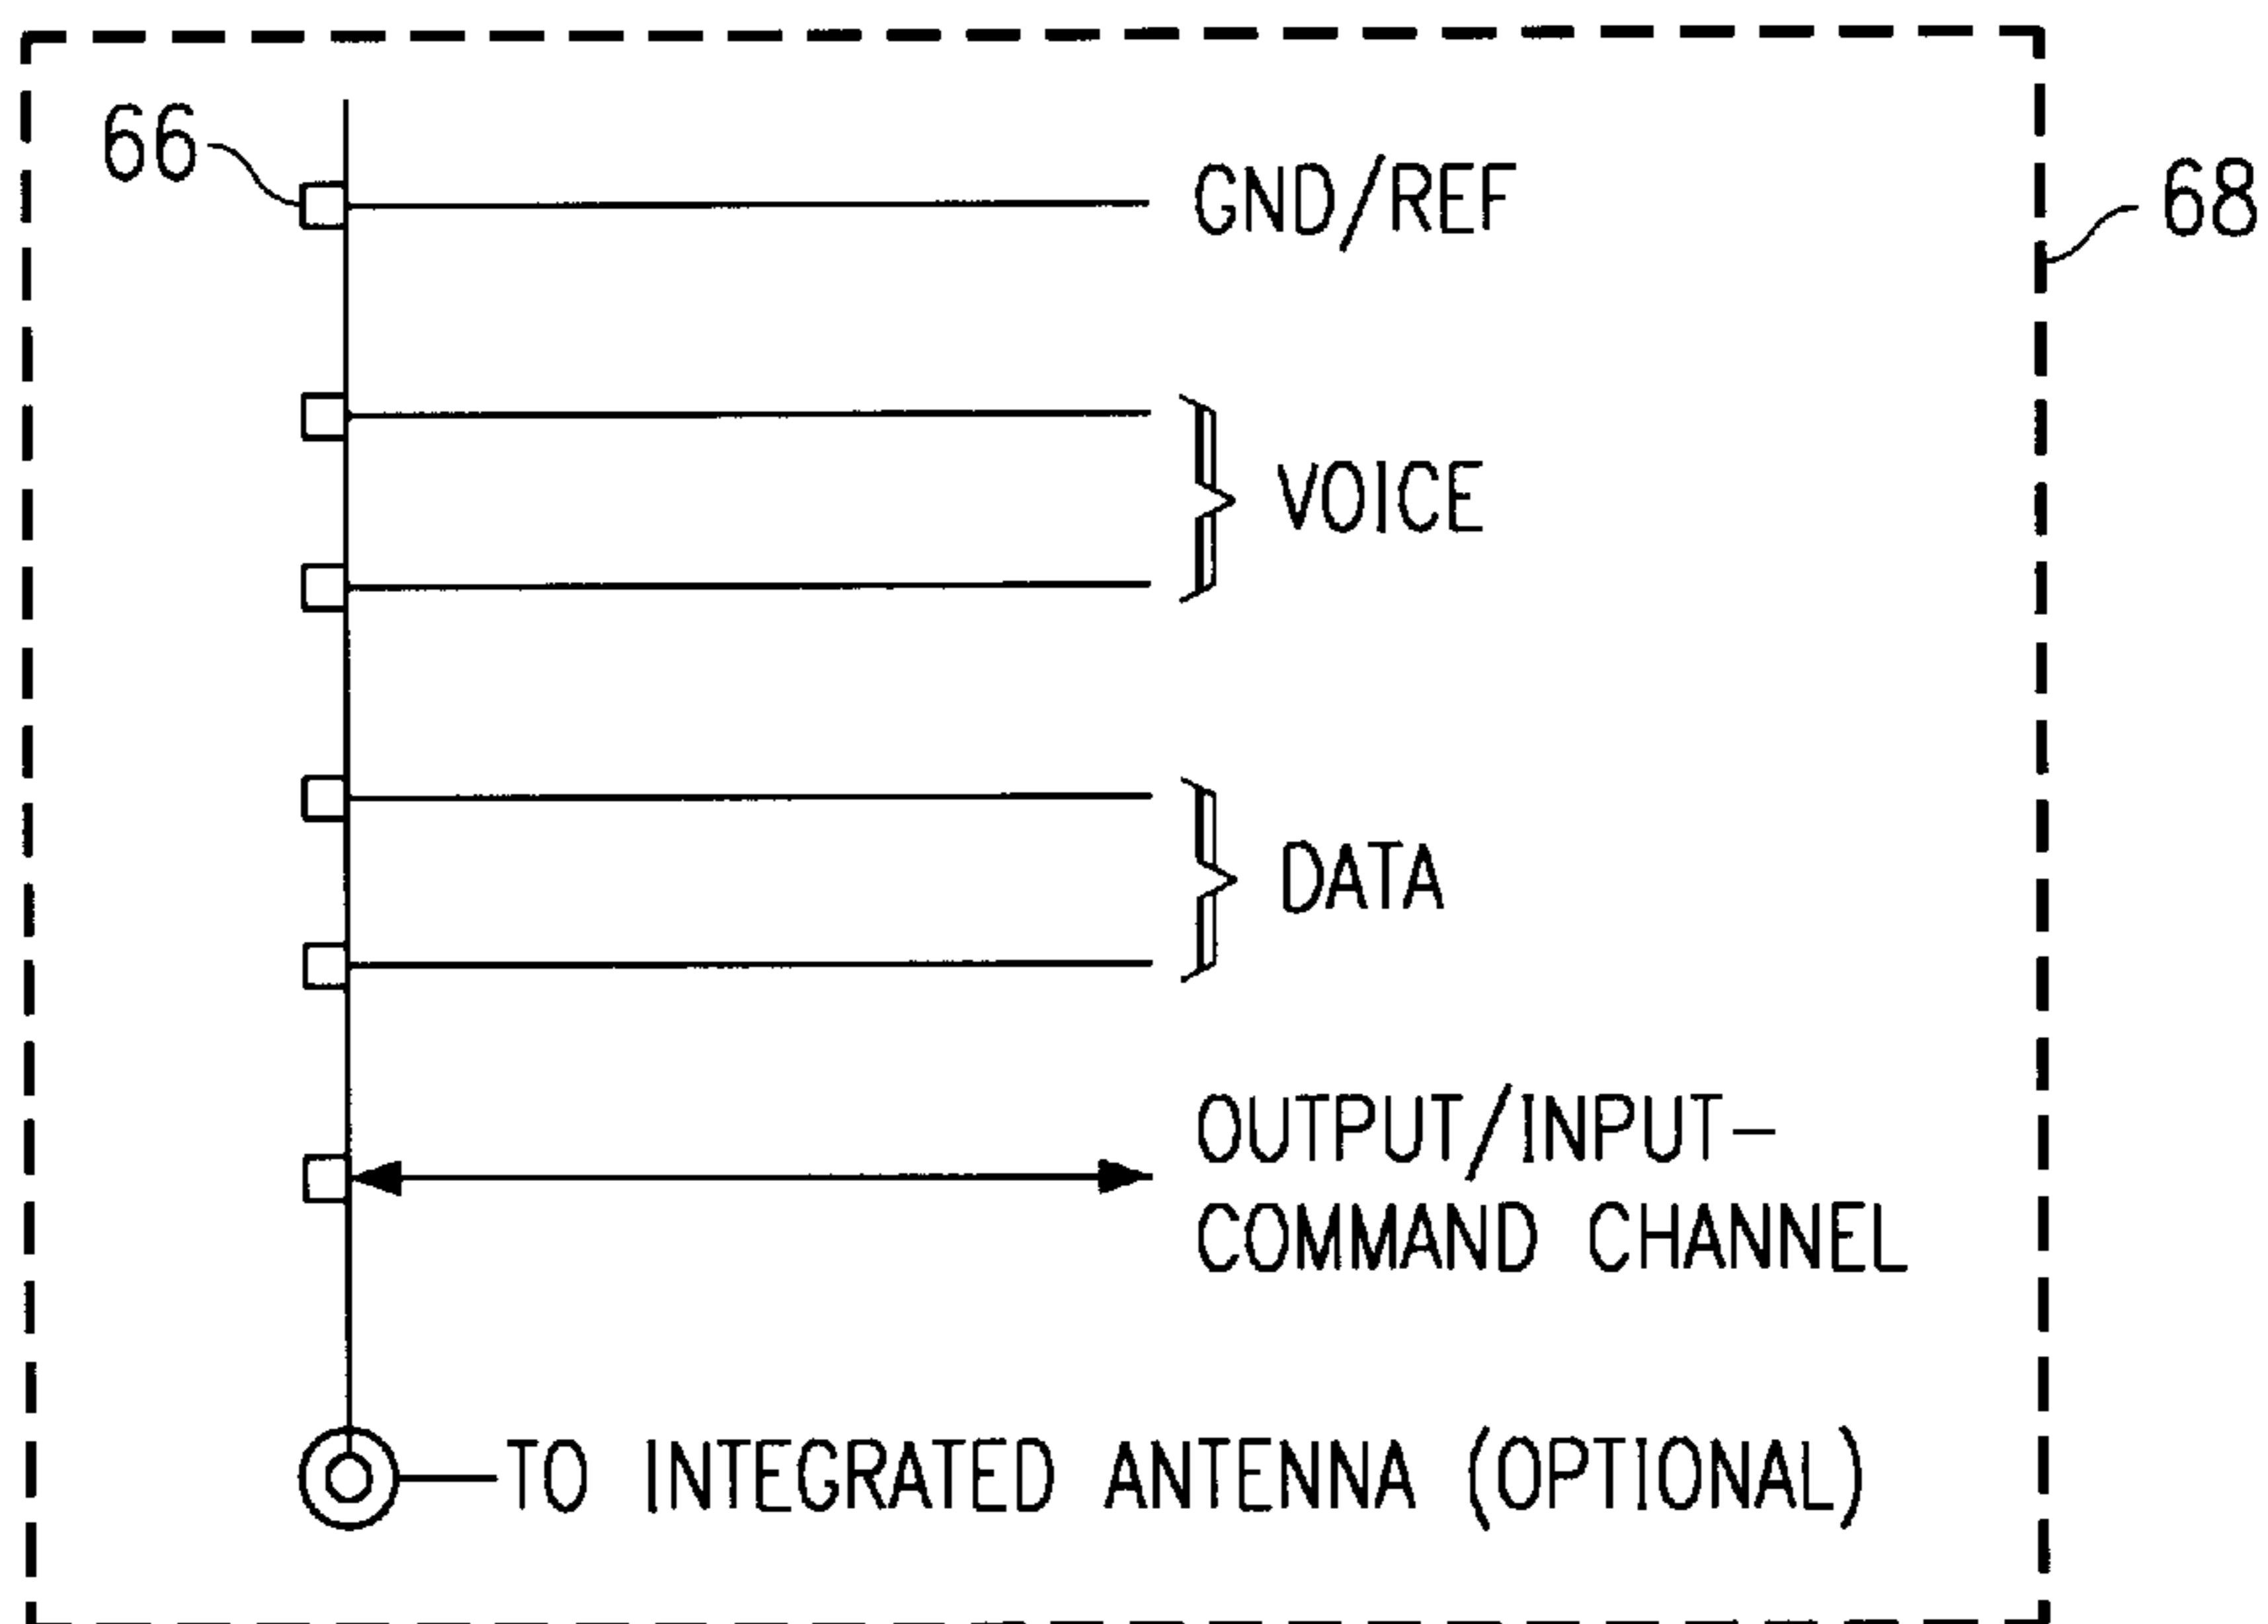 66
GND/REF
68
VOICE
DATA
OUTPUT/INPUT-
COMMAND CHANNEL
TO INTEGRATED ANTENNA (OPTIONAL)